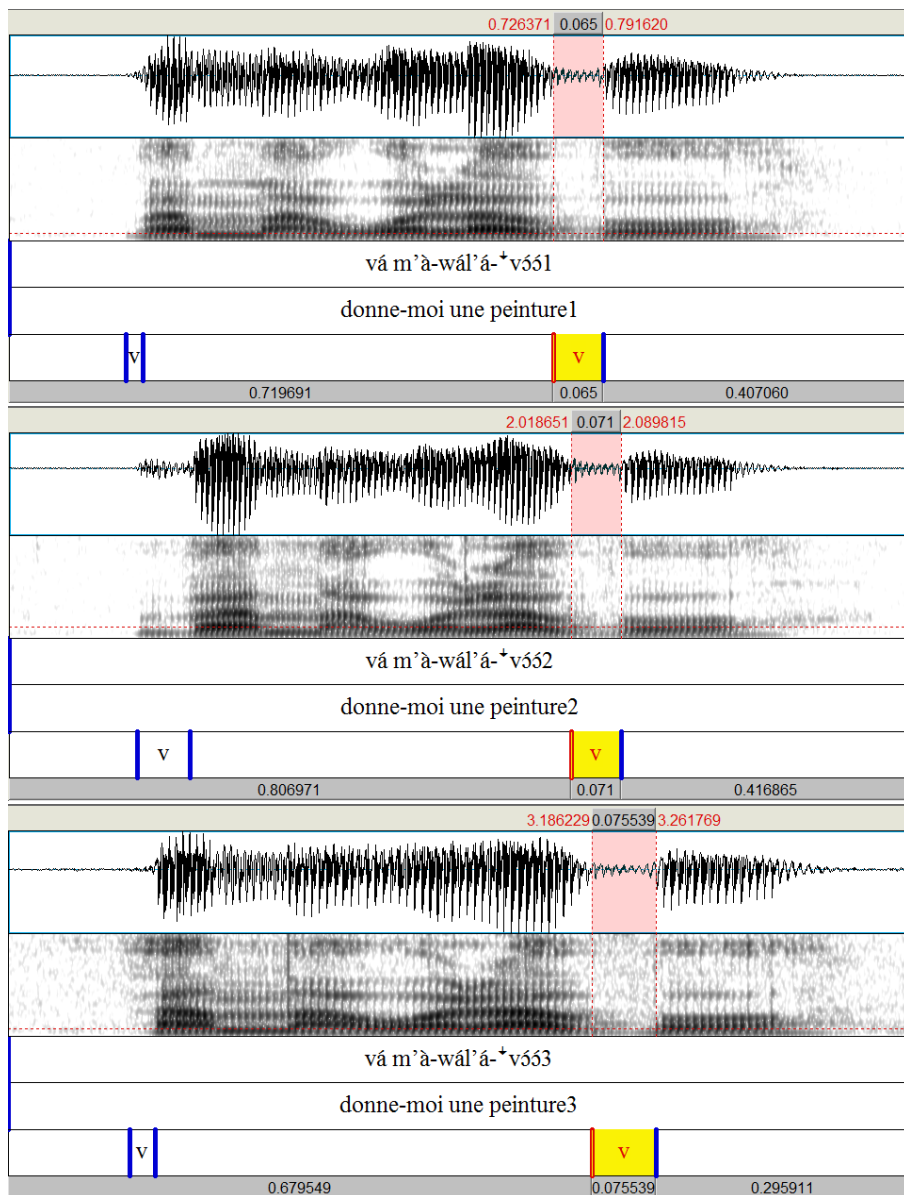 0.726371 0.065 0.791620
vá m’à-wál’á-ꜜvɔ́ɔ́1
donne-moi une peinture1
v v
0.719691 0.065 0.407060
2.018651 0.071 2.089815
vá m’à-wál’á-ꜜvɔ́ɔ́2
donne-moi une peinture2
v v
0.806971 0.071 0.416865
3.186229 0.075539 3.261769
vá m’à-wál’á-ꜜvɔ́ɔ́3
donne-moi une peinture3
v v
0.679549 0.075539 0.295911